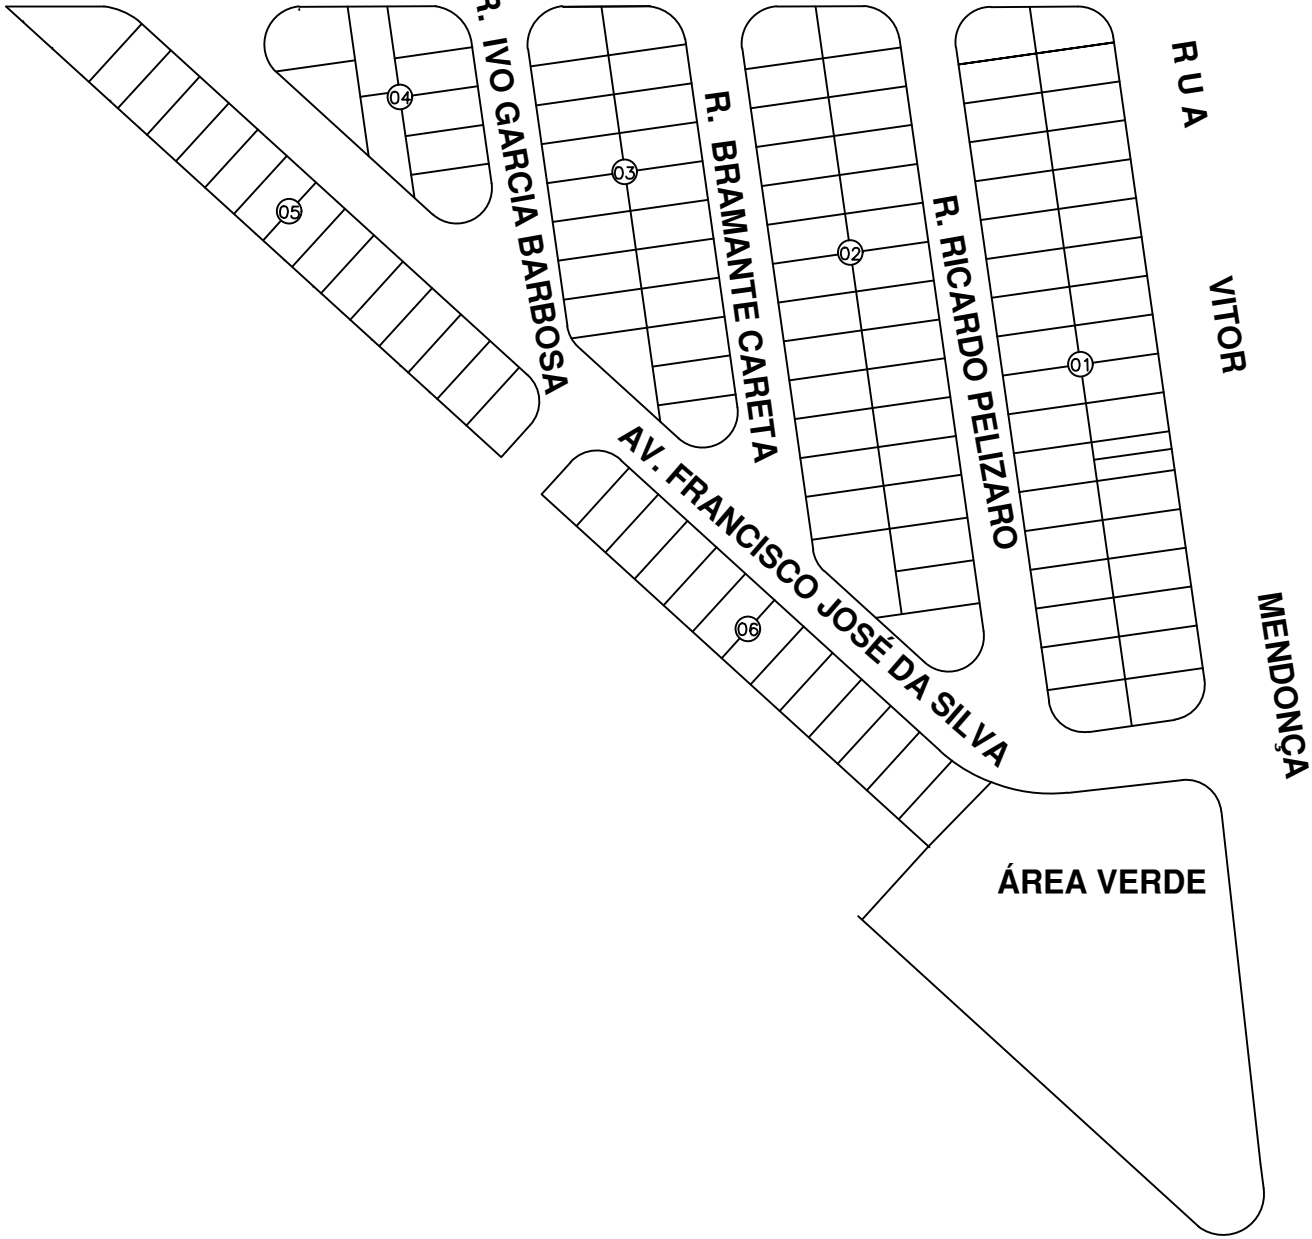 R. IVO GARCIA BARBOSA
R. BRAMANTE CARETA
R. RICARDO PELIZARO
RUA VITOR MENDONÇA
04
03
05
02
01
AV. FRANCISCO JOSÉ DA SILVA
06
ÁREA VERDE